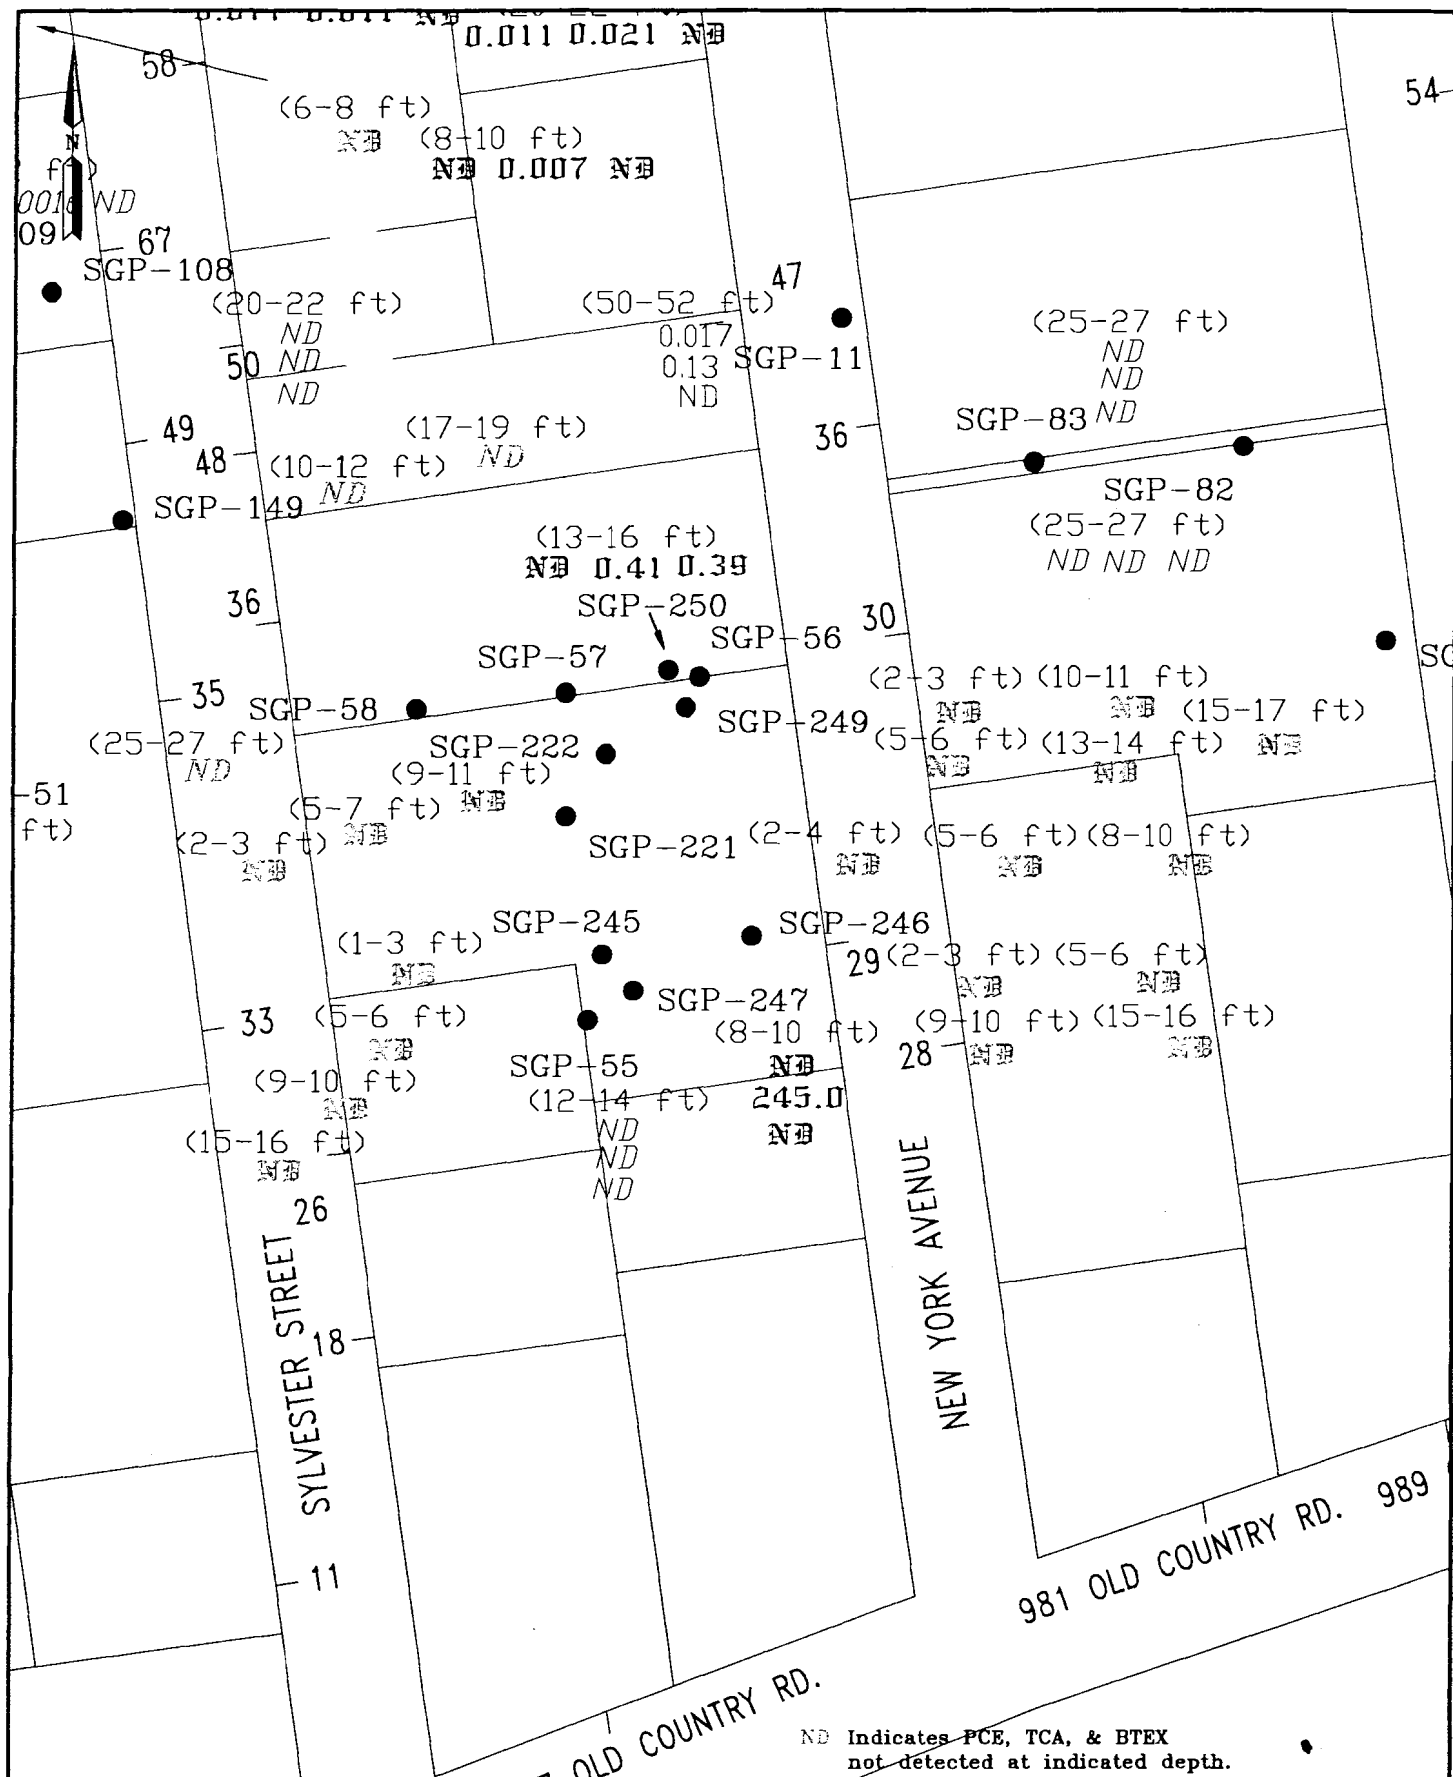 0.011 0.021 ND
58
54
(6-8 ft)
ND
(8-10 ft)
ND 0.007 ND
N
ft)
ND
09
67
SGP-108
47
(20-22 ft)
ND
ND
ND
50
(50-52 ft)
0.017
0.13
ND
SGP-11
(25-27 ft)
ND
ND
ND
SGP-83
49
48
(17-19 ft)
ND
(10-12 ft)
ND
36
SGP-82
(25-27 ft)
ND ND ND
SGP-149
(13-16 ft)
ND 0.41 0.39
SGP-250
36
SGP-56
30
SGP-57
SG
35
SGP-58
SGP-249
(2-3 ft) (10-11 ft)
ND ND (15-17 ft)
(5-6 ft) (13-14 ft) ND
ND ND
(25-27 ft)
ND
SGP-222
(9-11 ft)
ND
-51
ft)
(5-7 ft)
ND
(2-3 ft)
ND
SGP-221
(2-4 ft) (5-6 ft) (8-10 ft)
ND ND ND
SGP-245
SGP-246
(1-3 ft)
ND
29
(2-3 ft) (5-6 ft)
ND ND
SGP-247
33
(5-6 ft)
ND
(8-10 ft)
ND
245.0
ND
(9-10 ft) (15-16 ft)
28
ND ND
SGP-55
(12-14 ft)
ND
ND
ND
(9-10 ft)
ND
(15-16 ft)
ND
26
18
SYLVESTER STREET
NEW YORK AVENUE
11
981 OLD COUNTRY RD. 989
OLD COUNTRY RD.
ND Indicates PCE, TCA, & BTEX
not detected at indicated depth.